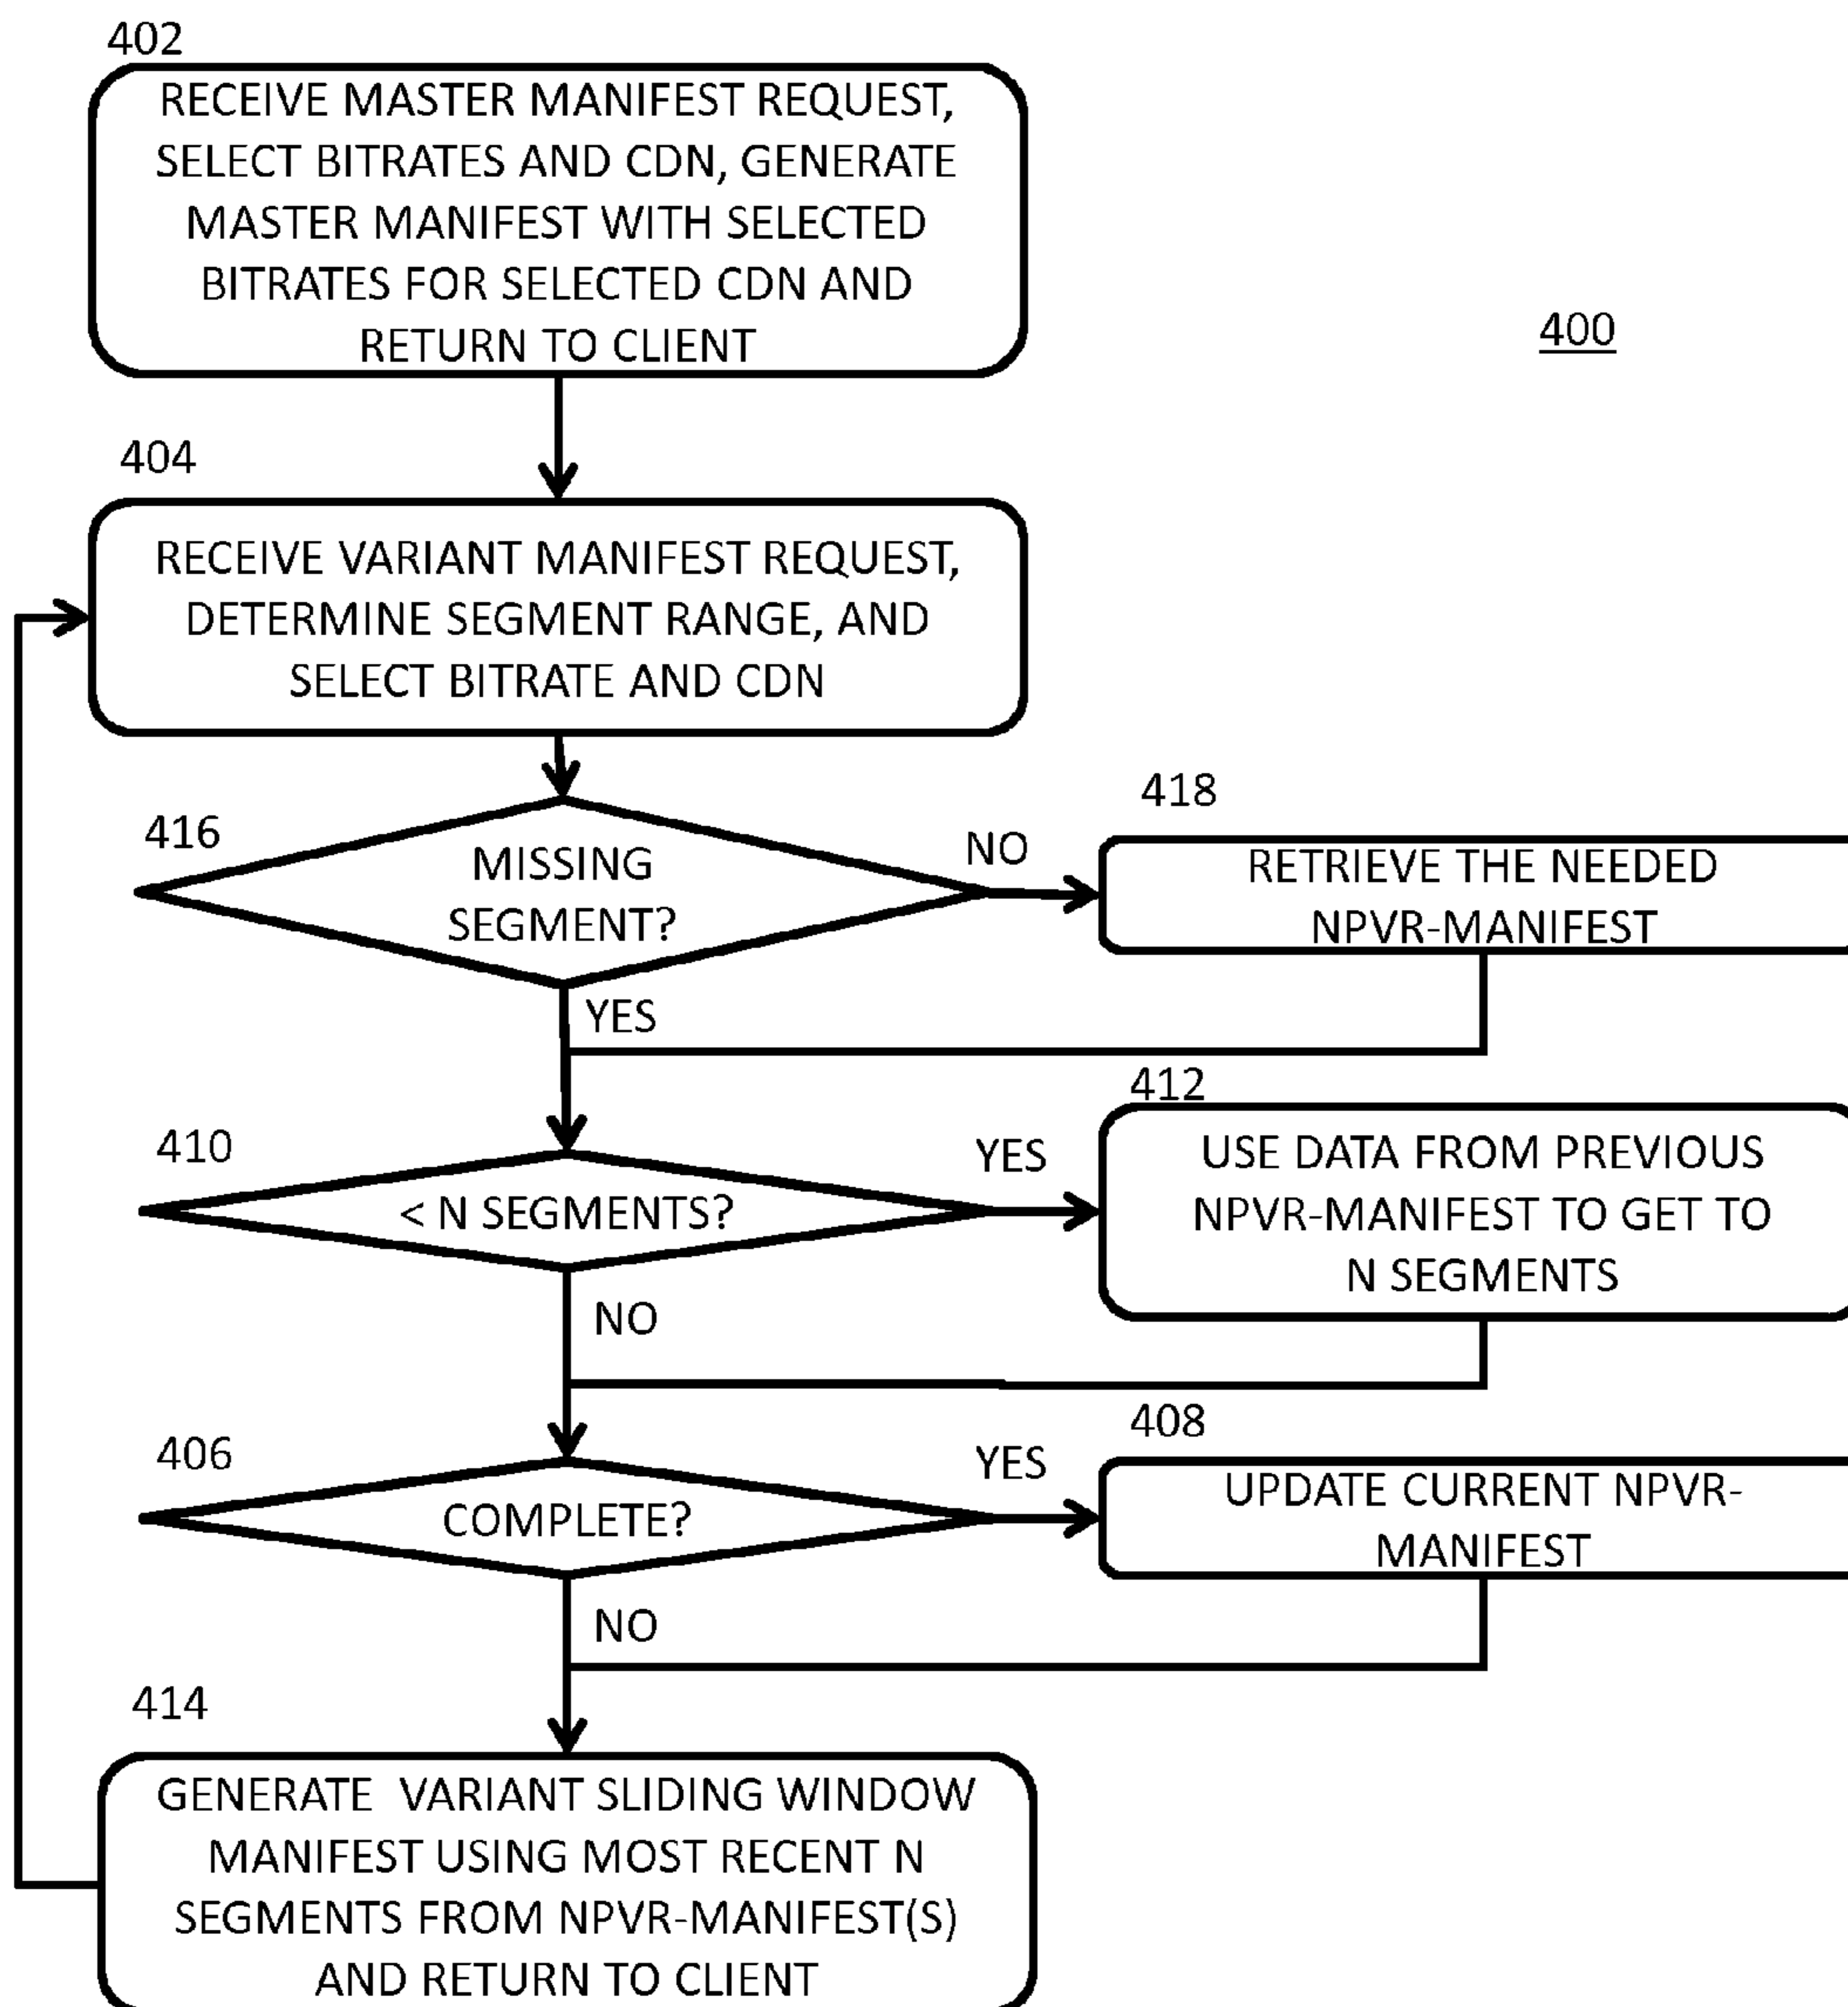 402
RECEIVE MASTER MANIFEST REQUEST,
SELECT BITRATES AND CDN, GENERATE
MASTER MANIFEST WITH SELECTED
BITRATES FOR SELECTED CDN AND
RETURN TO CLIENT
400
404
RECEIVE VARIANT MANIFEST REQUEST,
DETERMINE SEGMENT RANGE, AND
SELECT BITRATE AND CDN
416
MISSING
SEGMENT?
NO
418
RETRIEVE THE NEEDED
NPVR-MANIFEST
YES
410
< N SEGMENTS?
YES
412
USE DATA FROM PREVIOUS
NPVR-MANIFEST TO GET TO
N SEGMENTS
NO
406
COMPLETE?
YES
408
UPDATE CURRENT NPVR-
MANIFEST
NO
414
GENERATE  VARIANT SLIDING WINDOW
MANIFEST USING MOST RECENT N
SEGMENTS FROM NPVR-MANIFEST(S)
AND RETURN TO CLIENT